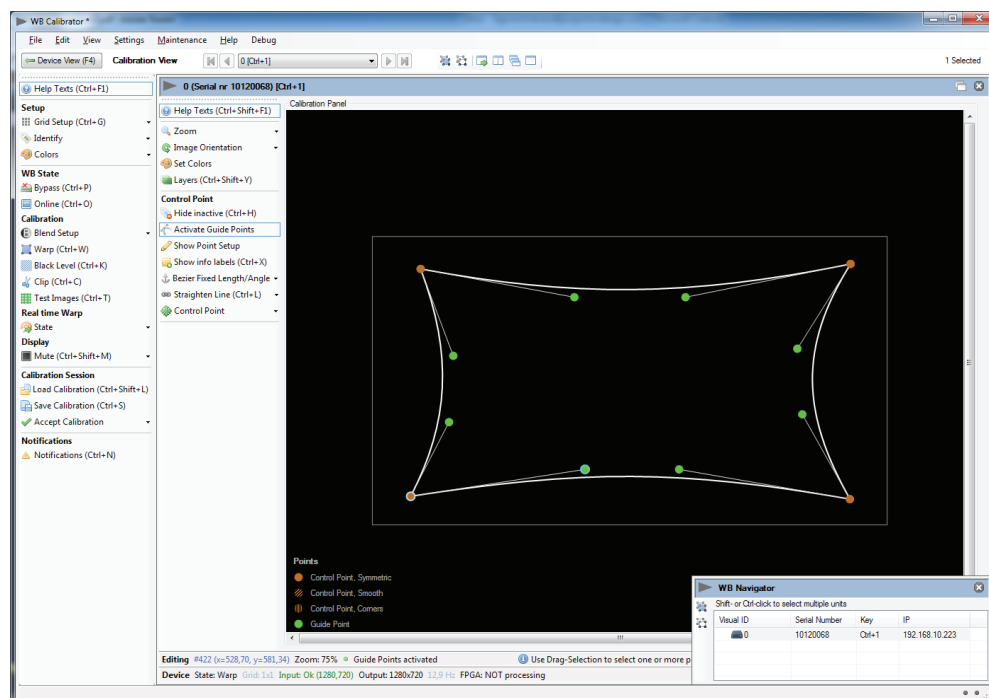 WB Calibrator *
File Edit View Settings Maintenance Help Debug
Device View (F4) Calibration View 0 [Ctrl+1] 1 Selected
Help Texts (Ctrl+F1)
Setup
Grid Setup (Ctrl+G)
Identify
Colors
WB State
Bypass (Ctrl+P)
Online (Ctrl+O)
Calibration
Blend Setup
Warp (Ctrl+W)
Black Level (Ctrl+K)
Clip (Ctrl+C)
Test Images (Ctrl+T)
Real time Warp
State
Display
Mute (Ctrl+Shift+M)
Calibration Session
Load Calibration (Ctrl+Shift+L)
Save Calibration (Ctrl+S)
Accept Calibration
Notifications
Notifications (Ctrl+N)
0 (Serial nr 10120068) [Ctrl+1]
Help Texts (Ctrl+Shift+F1)
Zoom
Image Orientation
Set Colors
Layers (Ctrl+Shift+Y)
Control Point
Hide inactive (Ctrl+H)
Activate Guide Points
Show Point Setup
Show info labels (Ctrl+X)
Bezier Fixed Length/Angle
Straighten Line (Ctrl+L)
Control Point
Calibration Panel
Points
Control Point, Symmetric
Control Point, Smooth
Control Point, Corners
Guide Point
Editing #422 (x=528,70, y=581,34) Zoom: 75% Guide Points activated Use Drag-Selection to select one or more p
Device State: Warp Grid: 1x1 Input: Ok (1280,720) Output: 1280x720 12,9 Hz FPGA: NOT processing
WB Navigator
Shift- or Ctrl-click to select multiple units
Visual ID Serial Number Key IP
0 10120068 Ctrl+1 192.168.10.223